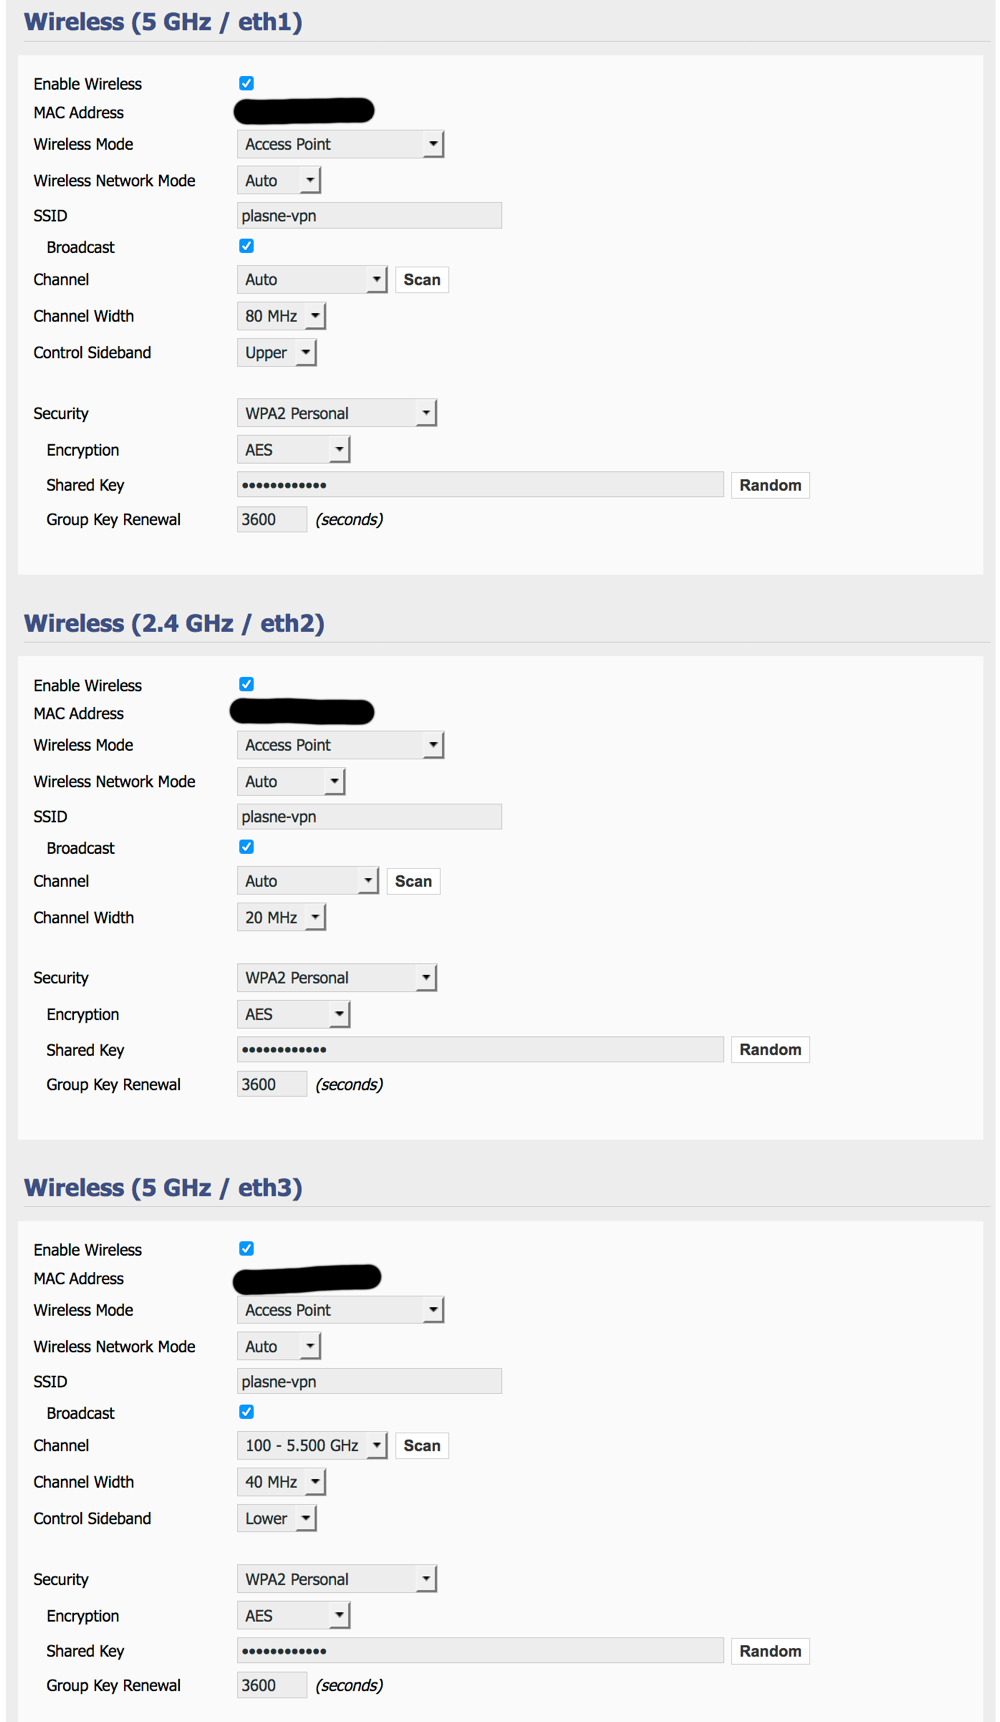 Wireless (5 GHz / eth1)
Enable Wireless
MAC Address
Wireless Mode Access Point
Wireless Network Mode Auto
SSID plasne-vpn
Broadcast
Channel Auto Scan
Channel Width 80 MHz
Control Sideband Upper
Security WPA2 Personal
Encryption AES
Shared Key •••••••••••• Random
Group Key Renewal 3600 (seconds)
Wireless (2.4 GHz / eth2)
Enable Wireless
MAC Address
Wireless Mode Access Point
Wireless Network Mode Auto
SSID plasne-vpn
Broadcast
Channel Auto Scan
Channel Width 20 MHz
Security WPA2 Personal
Encryption AES
Shared Key •••••••••••• Random
Group Key Renewal 3600 (seconds)
Wireless (5 GHz / eth3)
Enable Wireless
MAC Address
Wireless Mode Access Point
Wireless Network Mode Auto
SSID plasne-vpn
Broadcast
Channel 100 - 5.500 GHz Scan
Channel Width 40 MHz
Control Sideband Lower
Security WPA2 Personal
Encryption AES
Shared Key •••••••••••• Random
Group Key Renewal 3600 (seconds)